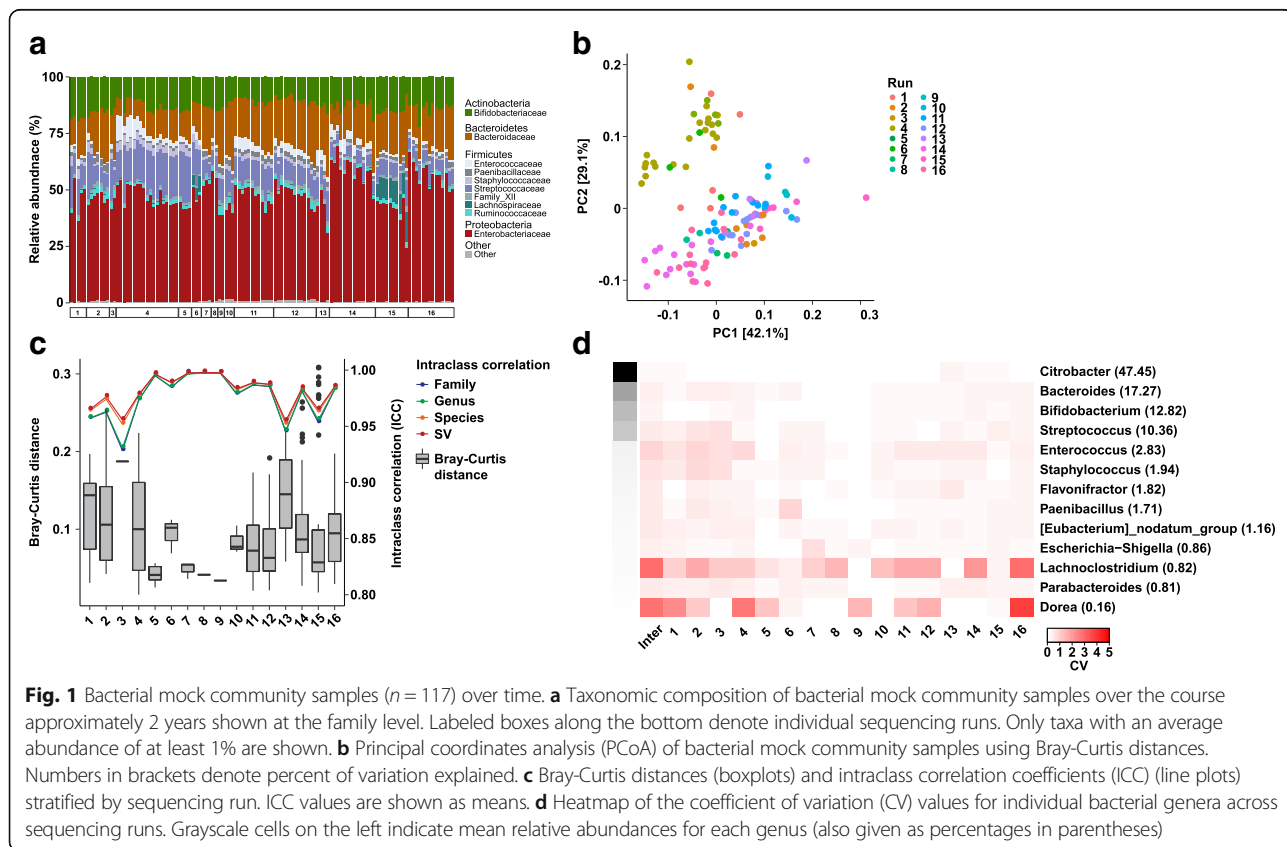 a
Relative abundnace (%)
100
75
50
25
0
1 2 3 4 5 6 7 8 9 10 11 12 13 14 15 16
Actinobacteria
Bifidobacteriaceae
Bacteroidetes
Bacteroidaceae
Firmicutes
Enterococcaceae
Paenibacillaceae
Staphylococcaceae
Streptococcaceae
Family_XII
Lachnospiraceae
Ruminococcaceae
Proteobacteria
Enterobacteriaceae
Other
Other
b
PC2 [29.1%]
0.2
0.1
0
-0.1
-0.1 0 0.1 0.2 0.3
PC1 [42.1%]
Run
1 9
2 10
3 11
4 12
5 13
6 14
7 15
8 16
c
Bray-Curtis distance
0.3
0.2
0.1
1 2 3 4 5 6 7 8 9 10 11 12 13 14 15 16
1.00
0.95
0.90
0.85
0.80
Intraclass correlation (ICC)
Intraclass correlation
Family
Genus
Species
SV
Bray-Curtis
distance
d
Citrobacter (47.45)
Bacteroides (17.27)
Bifidobacterium (12.82)
Streptococcus (10.36)
Enterococcus (2.83)
Staphylococcus (1.94)
Flavonifractor (1.82)
Paenibacillus (1.71)
[Eubacterium]_nodatum_group (1.16)
Escherichia−Shigella (0.86)
Lachnoclostridium (0.82)
Parabacteroides (0.81)
Dorea (0.16)
Inter 1 2 3 4 5 6 7 8 9 10 11 12 13 14 15 16
0 1 2 3 4 5
CV
Fig. 1 Bacterial mock community samples (n = 117) over time. a Taxonomic composition of bacterial mock community samples over the course
approximately 2 years shown at the family level. Labeled boxes along the bottom denote individual sequencing runs. Only taxa with an average
abundance of at least 1% are shown. b Principal coordinates analysis (PCoA) of bacterial mock community samples using Bray-Curtis distances.
Numbers in brackets denote percent of variation explained. c Bray-Curtis distances (boxplots) and intraclass correlation coefficients (ICC) (line plots)
stratified by sequencing run. ICC values are shown as means. d Heatmap of the coefficient of variation (CV) values for individual bacterial genera across
sequencing runs. Grayscale cells on the left indicate mean relative abundances for each genus (also given as percentages in parentheses)